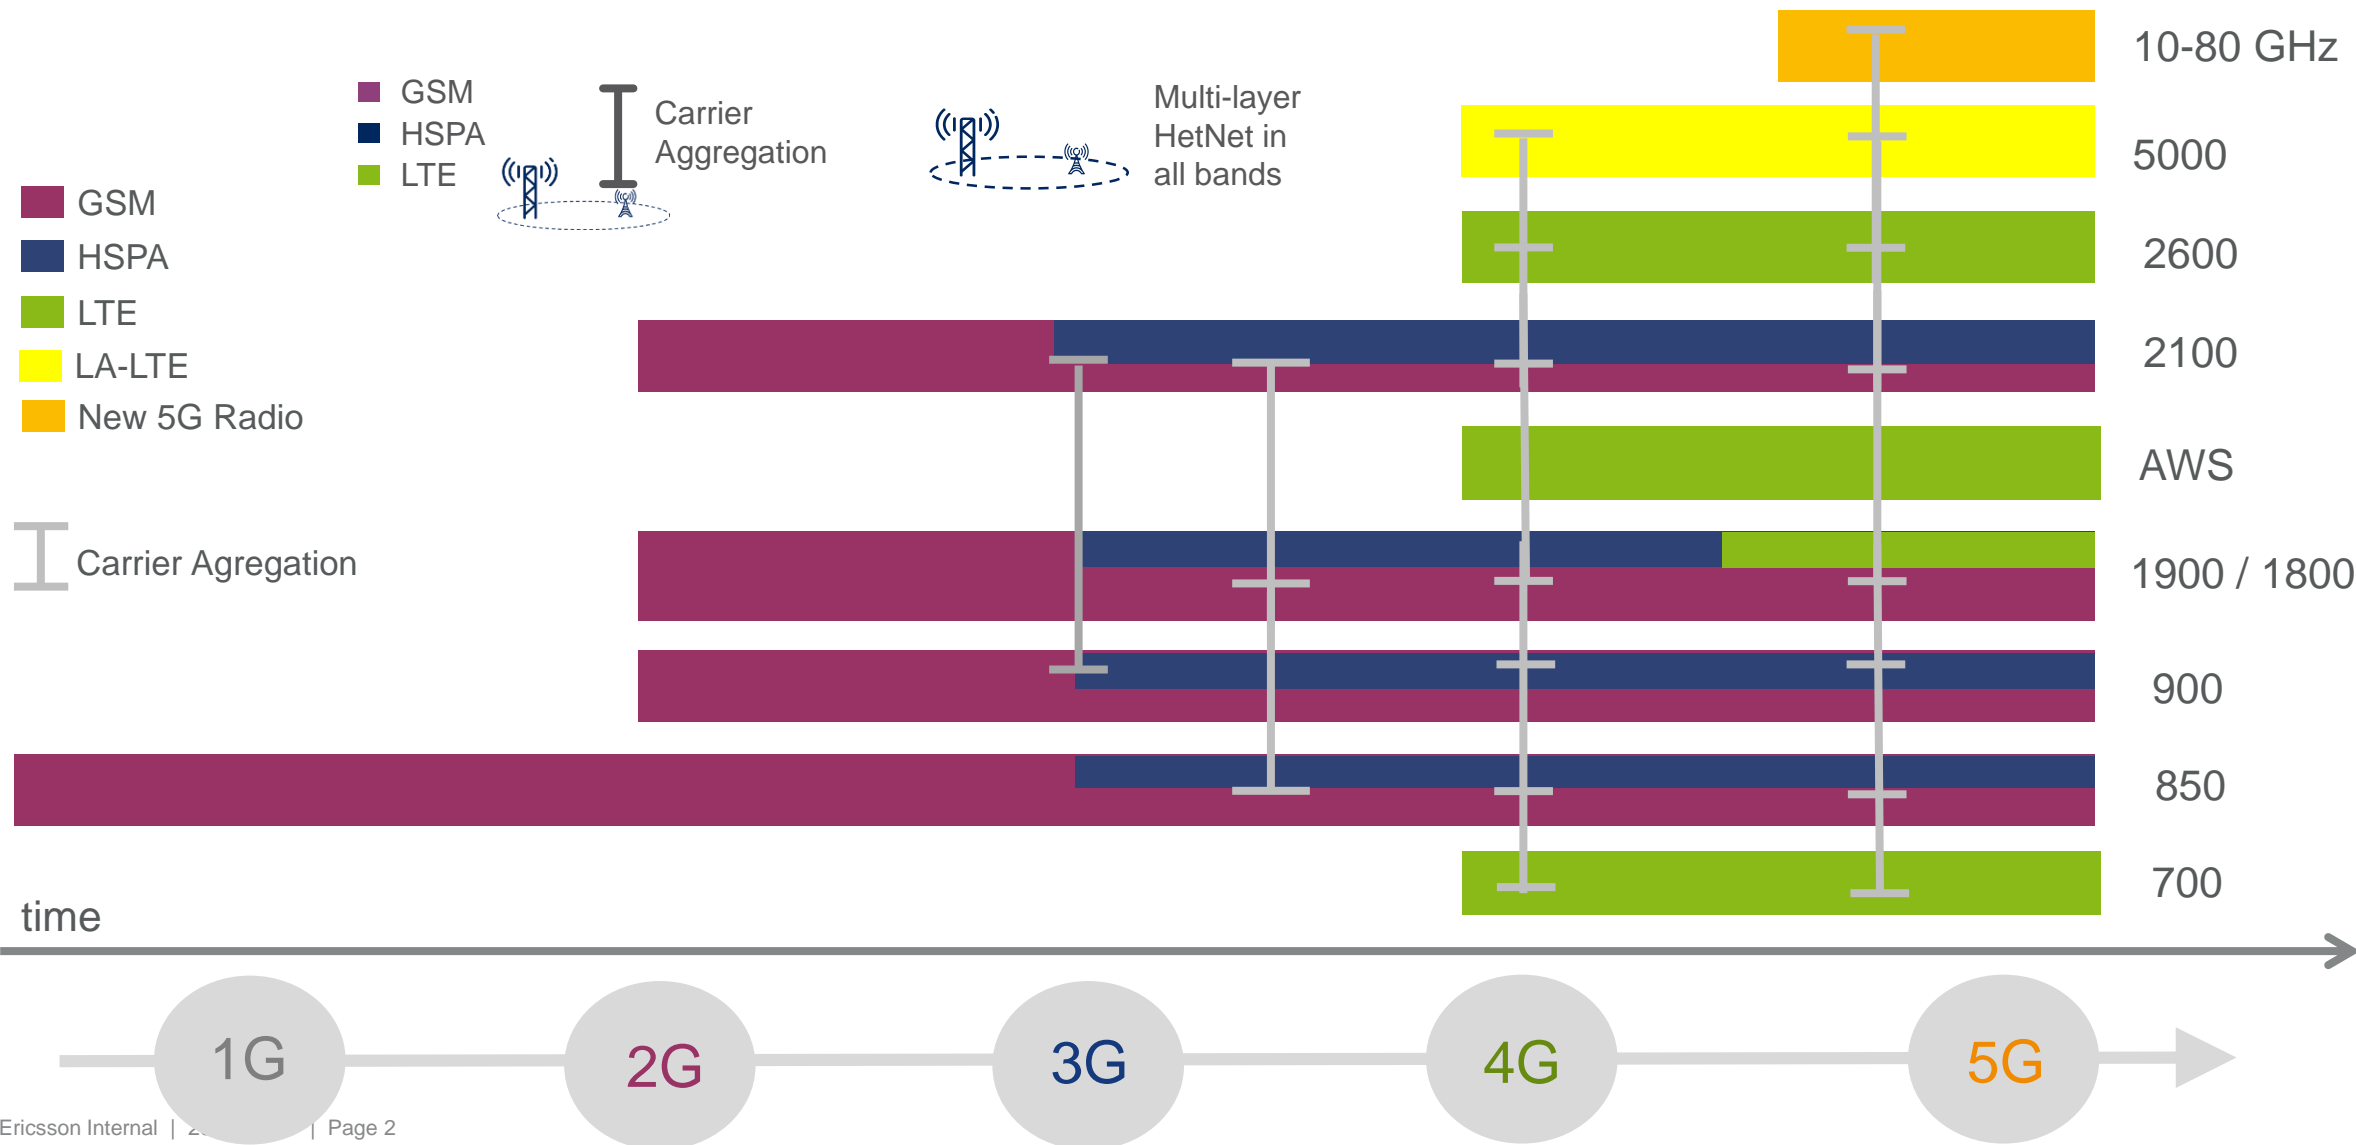 10-80 GHz
GSM
HSPA
LTE
Carrier
Aggregation
Multi-layer
HetNet in
all bands
5000
GSM
HSPA
LTE
LA-LTE
New 5G Radio
2600
2100
AWS
Carrier Agregation
1900 / 1800
900
850
700
time
1G
2G
3G
4G
5G
Ericsson Internal | | Page 2